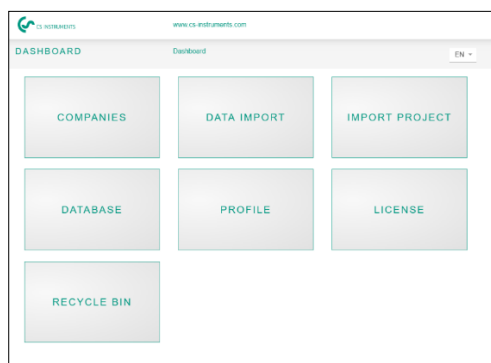 CS INSTRUMENTS www.cs-instruments.com
DASHBOARD Dashboard EN
COMPANIES DATA IMPORT IMPORT PROJECT
DATABASE PROFILE LICENSE
RECYCLE BIN